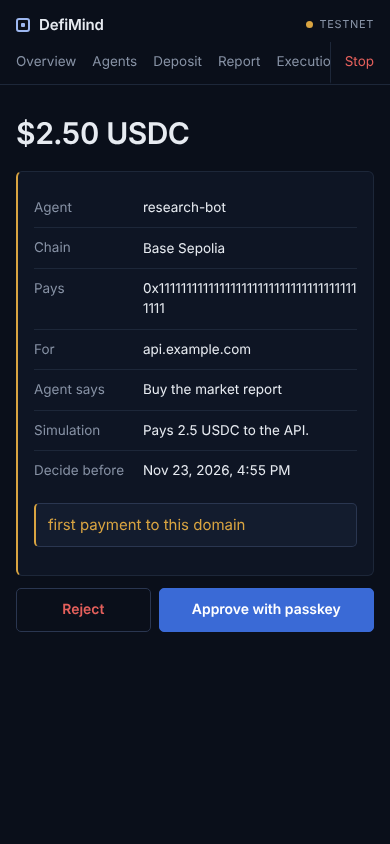 DefiMind
TESTNET
Overview Agents Deposit Report Executio Stop
$2.50 USDC
Agent research-bot
Chain Base Sepolia
Pays 0x111111111111111111111111111111111111
1111
For api.example.com
Agent says Buy the market report
Simulation Pays 2.5 USDC to the API.
Decide before Nov 23, 2026, 4:55 PM
first payment to this domain
Reject
Approve with passkey